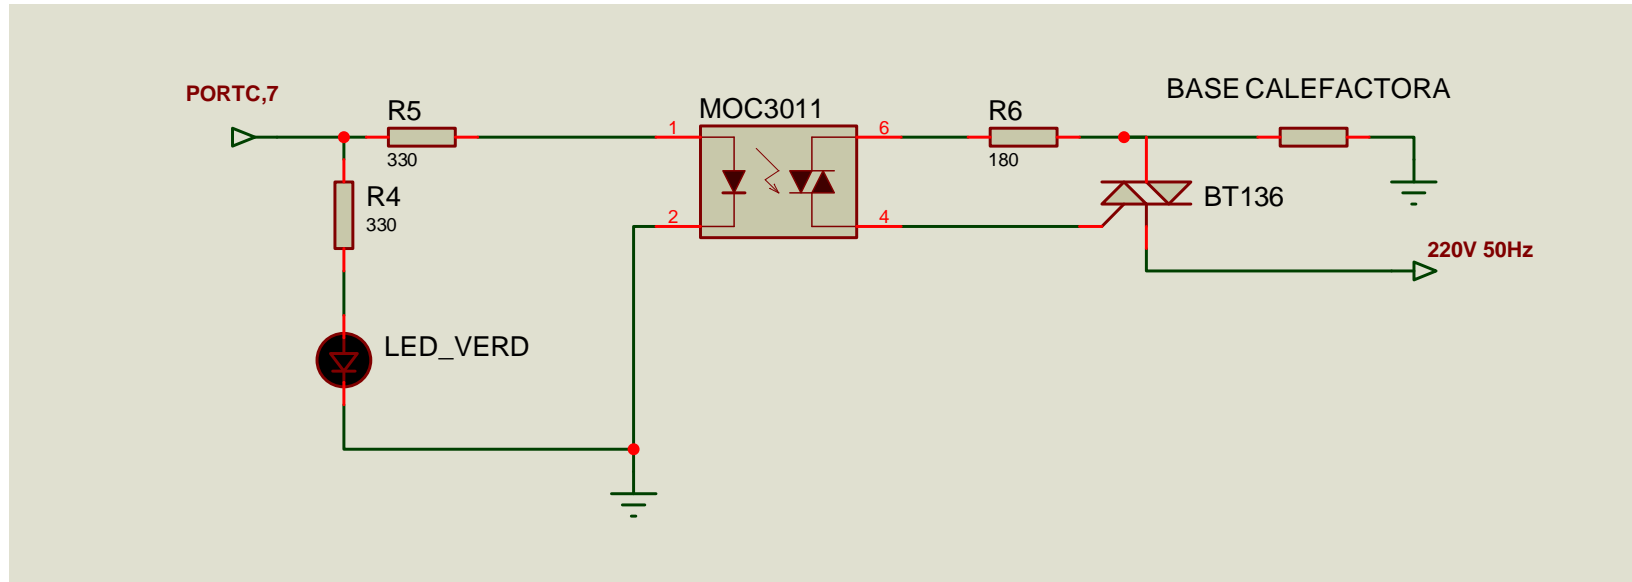 PORTC,7
R5
330
R4
330
LED_VERD
MOC3011
1
2
6
4
R6
180
BASE CALEFACTORA
BT136
220V 50Hz